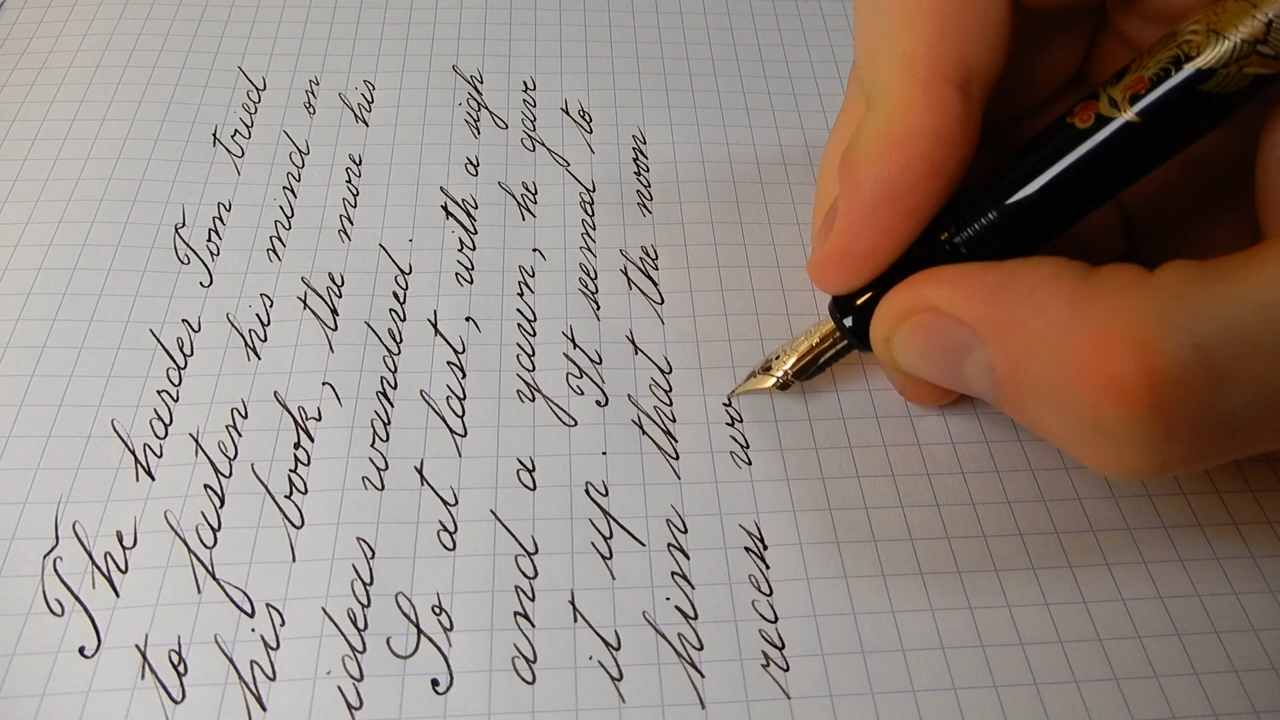 The harder Tom tried
to fasten his mind on
his book, the more his
ideas wandered.
So at last, with a sigh
and a yawn, he gave
it up. It seemed to
him that the noon
recess wo